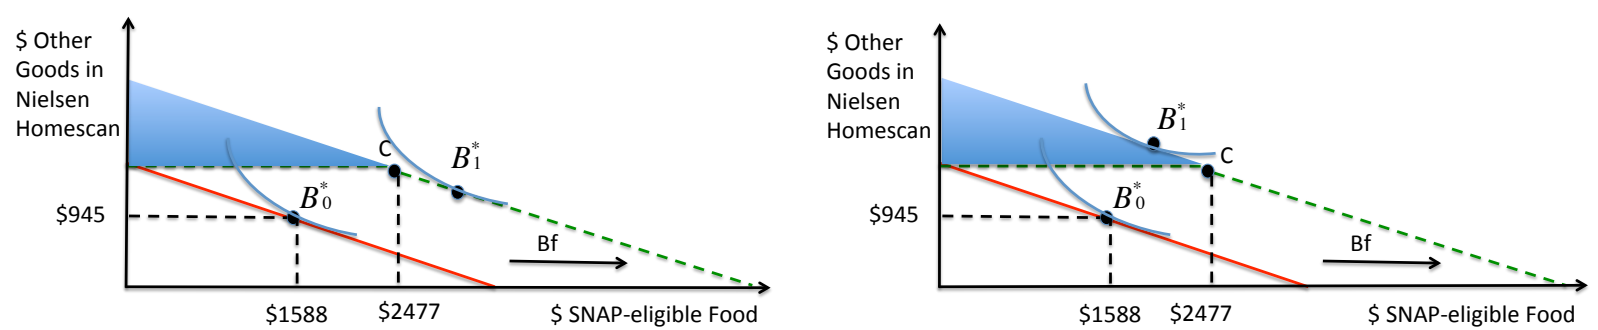 $ Other
Goods in
Nielsen
Homescan
C
B*1
B*0
$945
Bf
$1588
$2477
$ SNAP-eligible Food
$ Other
Goods in
Nielsen
Homescan
B*1
C
B*0
$945
Bf
$1588
$2477
$ SNAP-eligible Food